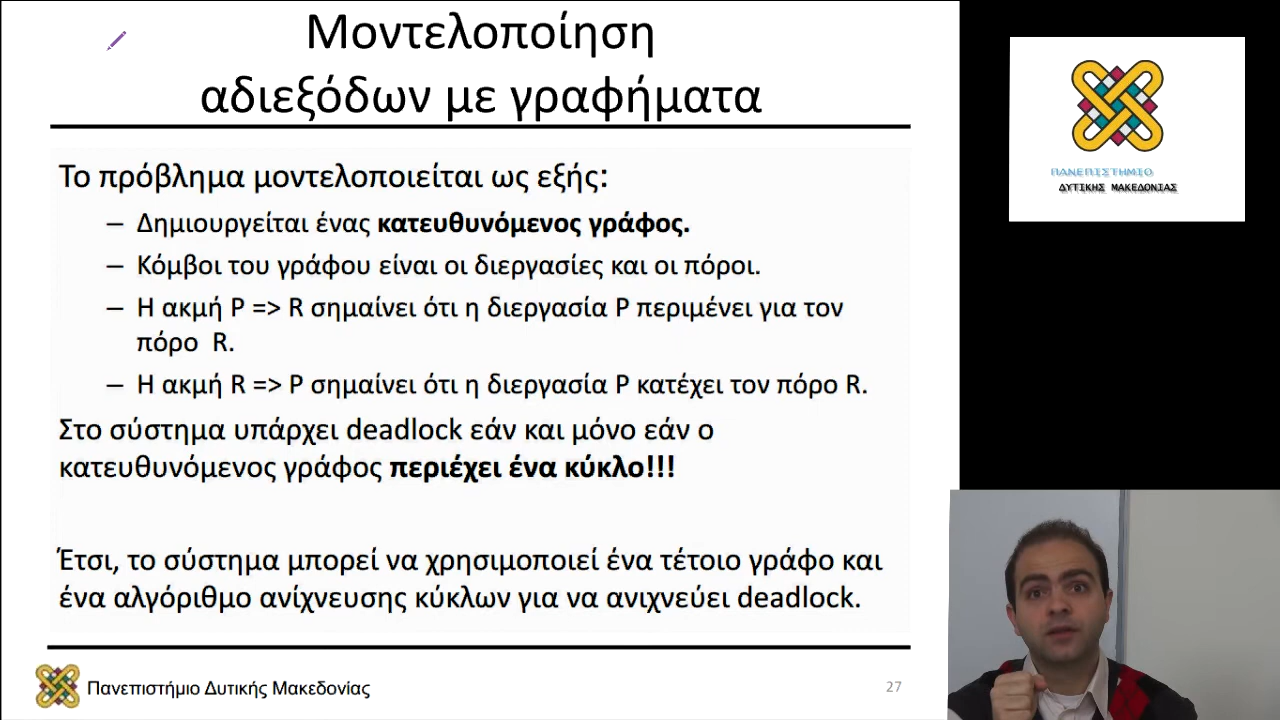 Μοντελοποίηση
αδιεξόδων με γραφήματα
Το πρόβλημα μοντελοποιείται ως εξής:
– Δημιουργείται ένας κατευθυνόμενος γράφος.
– Κόμβοι του γράφου είναι οι διεργασίες και οι πόροι.
– Η ακμή P => R σημαίνει ότι η διεργασία P περιμένει για τον
πόρο R.
– Η ακμή R => P σημαίνει ότι η διεργασία P κατέχει τον πόρο R.
Στο σύστημα υπάρχει deadlock εάν και μόνο εάν ο
κατευθυνόμενος γράφος περιέχει ένα κύκλο!!!
Έτσι, το σύστημα μπορεί να χρησιμοποιεί ένα τέτοιο γράφο και
ένα αλγόριθμο ανίχνευσης κύκλων για να ανιχνεύει deadlock.
Πανεπιστήμιο Δυτικής Μακεδονίας
27
ΠΑΝΕΠΙΣΤΗΜΙΟ
ΔΥΤΙΚΗΣ ΜΑΚΕΔΟΝΙΑΣ